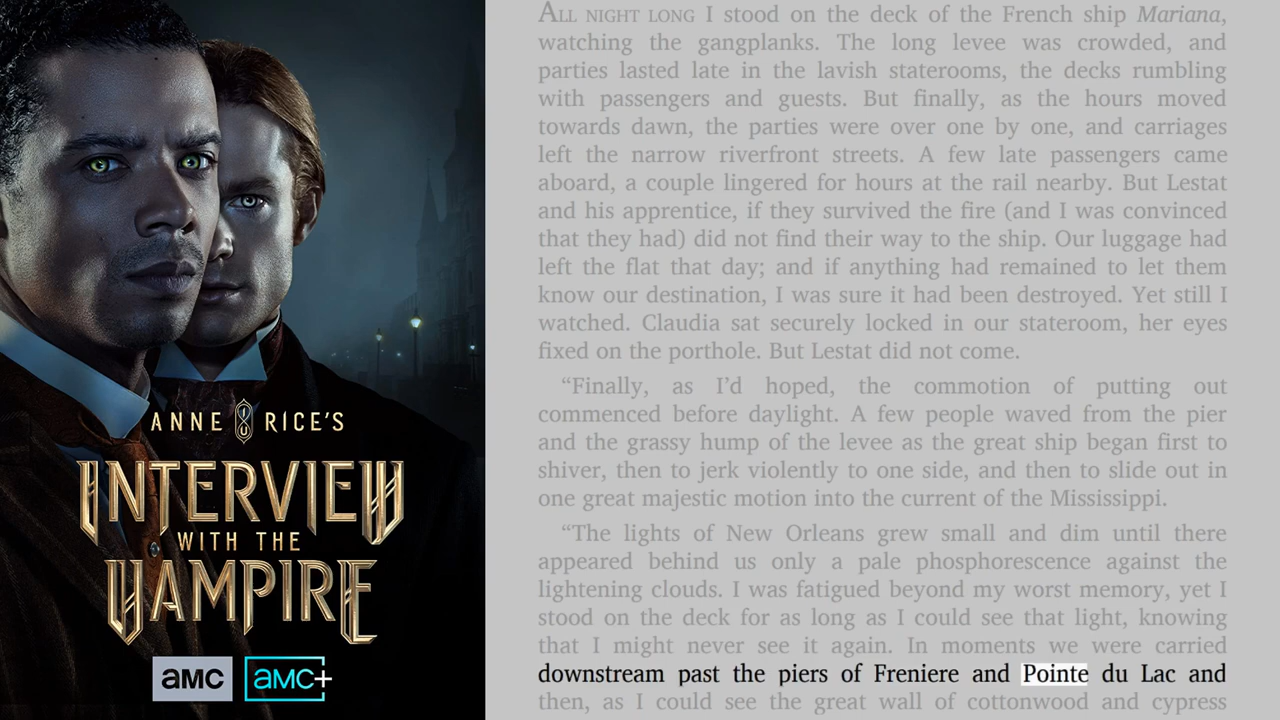 ANNE RICE'S
INTERVIEW
WITH THE
VAMPIRE
aMC
aMC+
ALL NIGHT LONG I stood on the deck of the French ship Mariana,
watching the gangplanks. The long levee was crowded, and
parties lasted late in the lavish staterooms, the decks rumbling
with passengers and guests. But finally, as the hours moved
towards dawn, the parties were over one by one, and carriages
left the narrow riverfront streets. A few late passengers came
aboard, a couple lingered for hours at the rail nearby. But Lestat
and his apprentice, if they survived the fire (and I was convinced
that they had) did not find their way to the ship. Our luggage had
left the flat that day; and if anything had remained to let them
know our destination, I was sure it had been destroyed. Yet still I
watched. Claudia sat securely locked in our stateroon, her eyes
fixed on the porthole. But Lestat did not come.
“Finally, as I’d hoped, the commotion of putting out
commenced before daylight. A few people waved from the pier
and the grassy hump of the levee as the great ship began first to
shiver, then to jerk violently to one side, and then to slide out in
one great majestic motion into the current of the Mississippi.
“The lights of New Orleans grew small and dim until there
appeared behind us only a pale phosphorescence against the
lightening clouds. I was fatigued beyond my worst memory, yet I
stood on the deck for as long as I could see that light, knowing
that I might never see it again. In moments we were carried
downstream past the piers of Freniere and Pointe du Lac and
then, as I could see the great wall of cottonwood and cypress